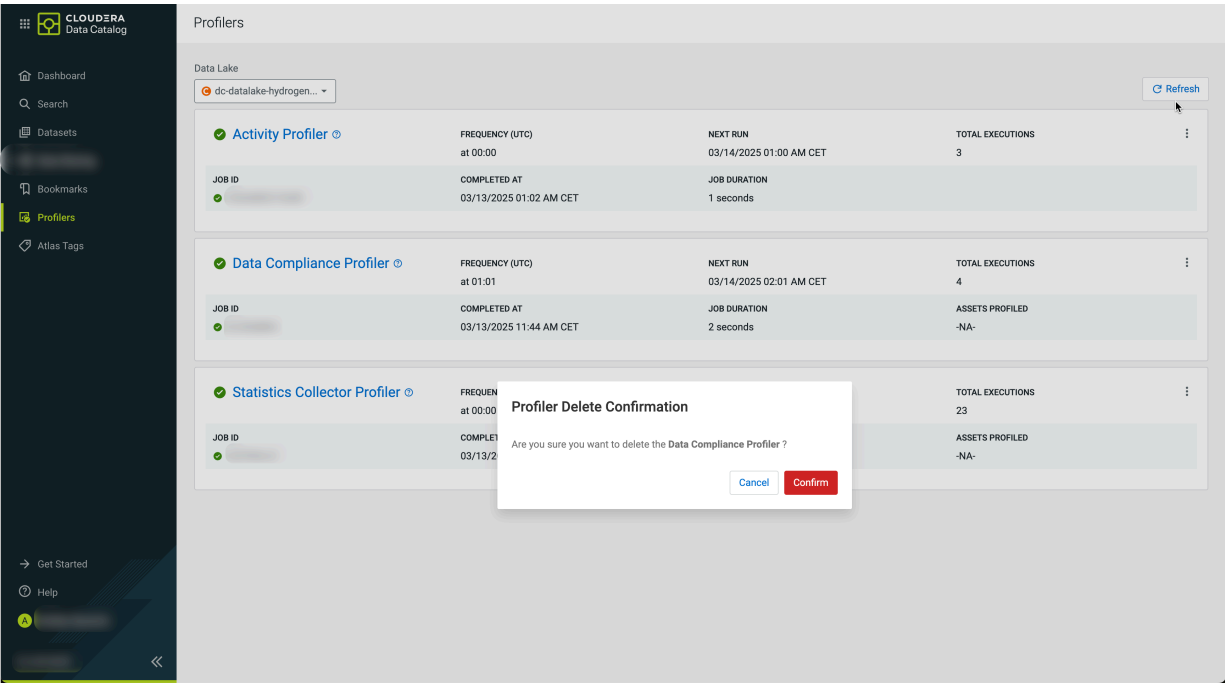 CLOUDERA
Data Catalog
Profilers
Dashboard
Search
Datasets
Bookmarks
Profilers
Atlas Tags
Get Started
Help
A
Data Lake
C dc-datalake-hydrogen...
Refresh
Activity Profiler
FREQUENCY (UTC) NEXT RUN TOTAL EXECUTIONS
at 00:00 03/14/2025 01:00 AM CET 3
JOB ID COMPLETED AT JOB DURATION
03/13/2025 01:02 AM CET 1 seconds
Data Compliance Profiler
FREQUENCY (UTC) NEXT RUN TOTAL EXECUTIONS
at 01:01 03/14/2025 02:01 AM CET 4
JOB ID COMPLETED AT JOB DURATION ASSETS PROFILED
03/13/2025 11:44 AM CET 2 seconds -NA-
Statistics Collector Profiler
FREQUEN TOTAL EXECUTIONS
at 00:00 23
JOB ID COMPLET ASSETS PROFILED
03/13/2 -NA-
Profiler Delete Confirmation
Are you sure you want to delete the Data Compliance Profiler ?
Cancel Confirm